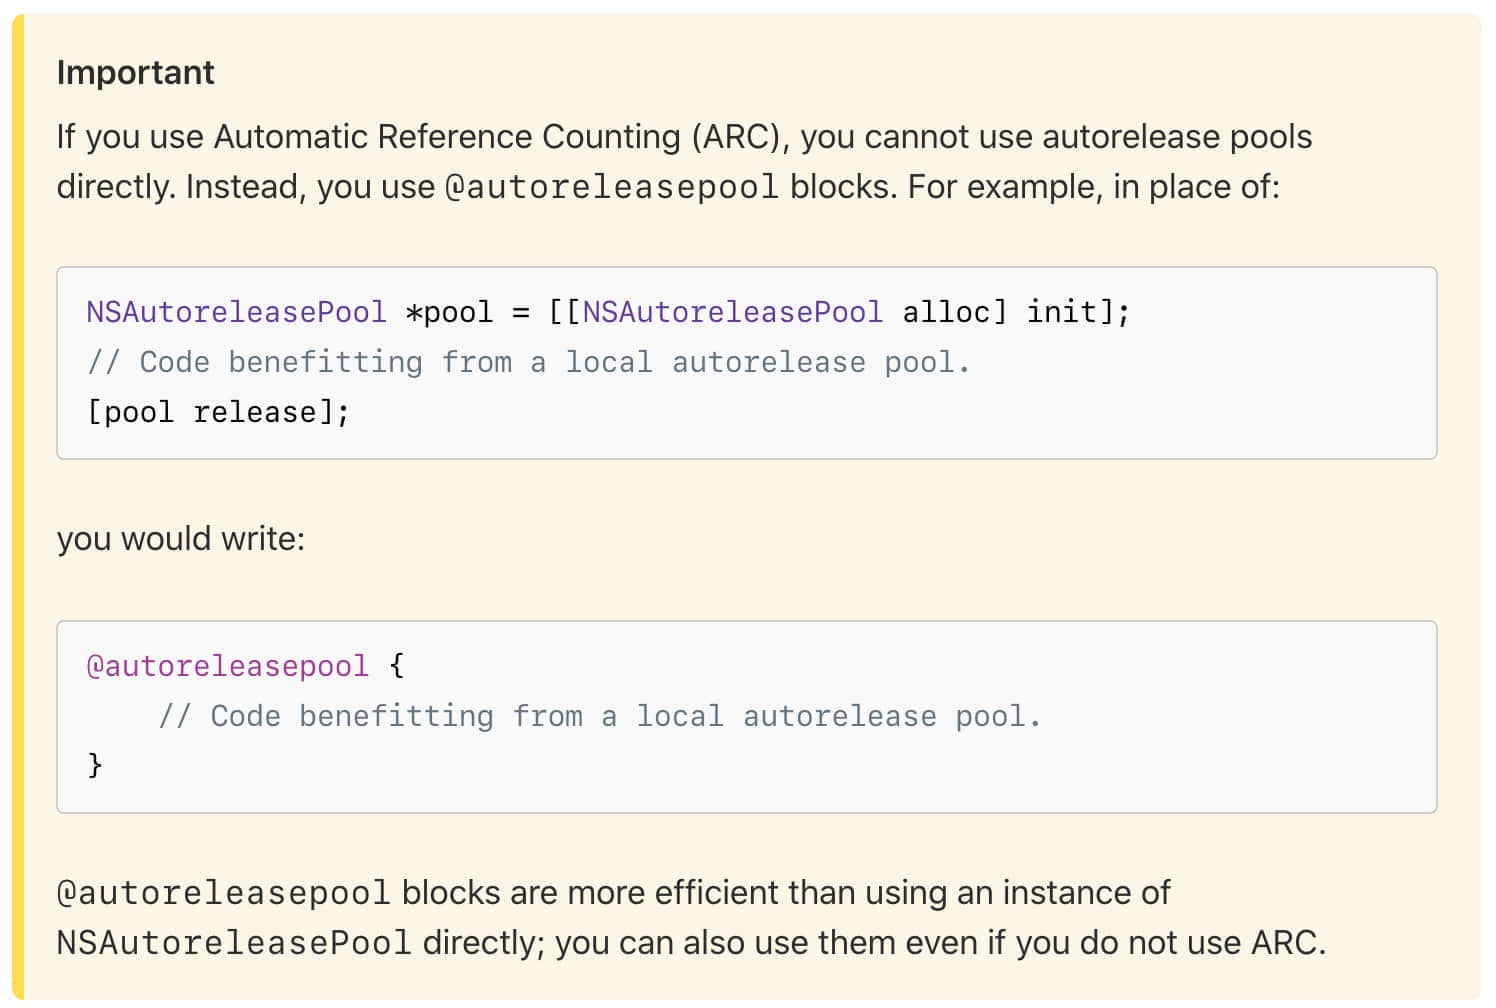 Important
If you use Automatic Reference Counting (ARC), you cannot use autorelease pools
directly. Instead, you use @autoreleasepool blocks. For example, in place of:
NSAutoreleasePool *pool = [[NSAutoreleasePool alloc] init];
// Code benefitting from a local autorelease pool.
[pool release];
you would write:
@autoreleasepool {
    // Code benefitting from a local autorelease pool.
}
@autoreleasepool blocks are more efficient than using an instance of
NSAutoreleasePool directly; you can also use them even if you do not use ARC.